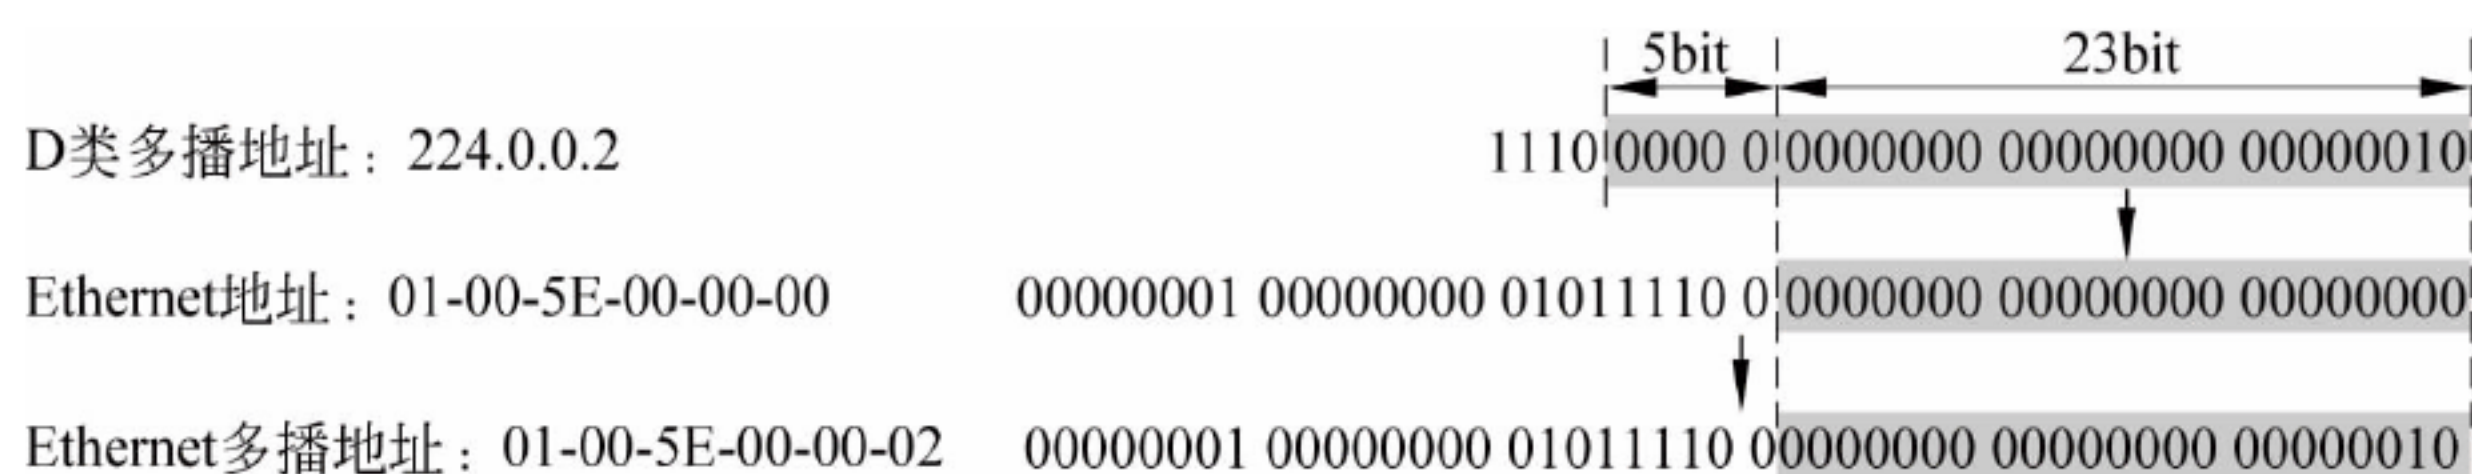 5bit 23bit
D类多播地址：224.0.0.2 1110 0000 0 0000000 00000000 00000010
Ethernet地址：01-00-5E-00-00-00 00000001 00000000 01011110 0 0000000 00000000 00000000
Ethernet多播地址：01-00-5E-00-00-02 00000001 00000000 01011110 00000000 00000000 00000010